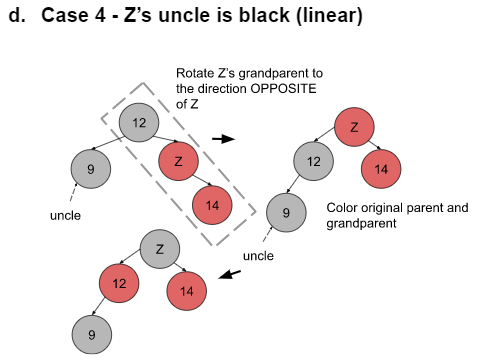 d. Case 4 - Z's uncle is black (linear)
Rotate Z's grandparent to
the direction OPPOSITE
of Z
12
Z
9
Z
12
14
14
9
uncle
Color original parent and
grandparent
uncle
Z
12
14
9